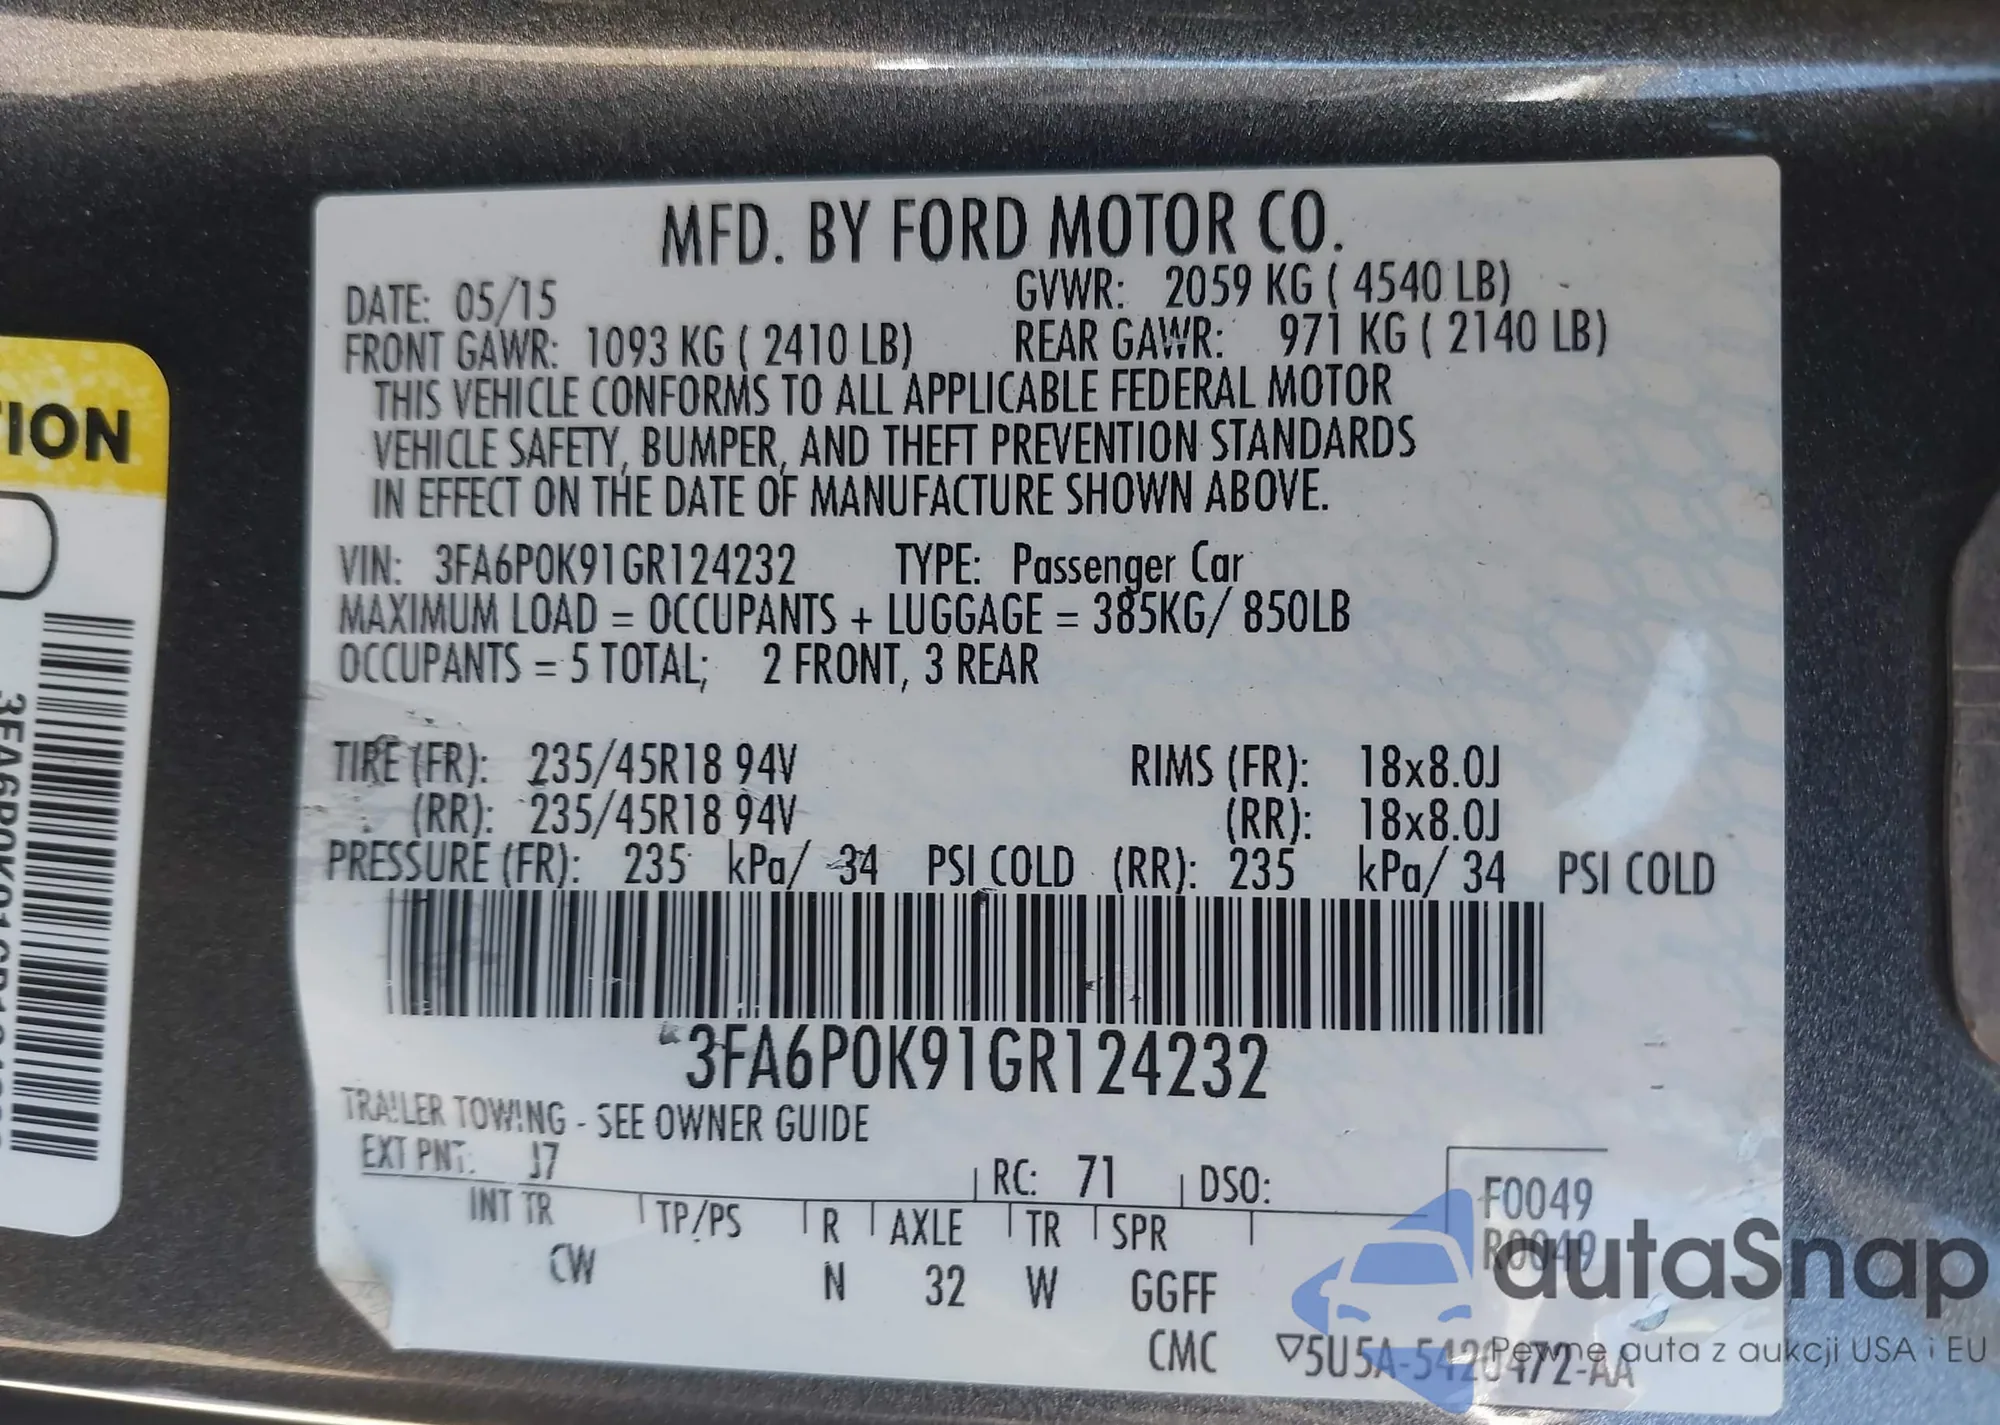 MFD. BY FORD MOTOR CO.
DATE: 05/15 GVWR: 2059 KG ( 4540 LB)
FRONT GAWR: 1093 KG ( 2410 LB) REAR GAWR: 971 KG ( 2140 LB)
THIS VEHICLE CONFORMS TO ALL APPLICABLE FEDERAL MOTOR
VEHICLE SAFETY, BUMPER, AND THEFT PREVENTION STANDARDS
IN EFFECT ON THE DATE OF MANUFACTURE SHOWN ABOVE.
VIN: 3FA6P0K91GR124232 TYPE: Passenger Car
MAXIMUM LOAD = OCCUPANTS + LUGGAGE = 385KG/ 850LB
OCCUPANTS = 5 TOTAL; 2 FRONT, 3 REAR
TIRE (FR): 235/45R18 94V RIMS (FR): 18x8.0J
(RR): 235/45R18 94V (RR): 18x8.0J
PRESSURE (FR): 235 kPa/ 34 PSI COLD (RR): 235 kPa/ 34 PSI COLD
3FA6P0K91GR124232
TRAILER TOWING - SEE OWNER GUIDE
EXT PNT: J7 RC: 71 DSO:
INT TR TP/PS R AXLE TR SPR
CW N 32 W GGFF
F0049
R0049
CMC ▽5U5A-5420472-AA
TION
autaSnap
Pewne auta z aukcji USA i EU